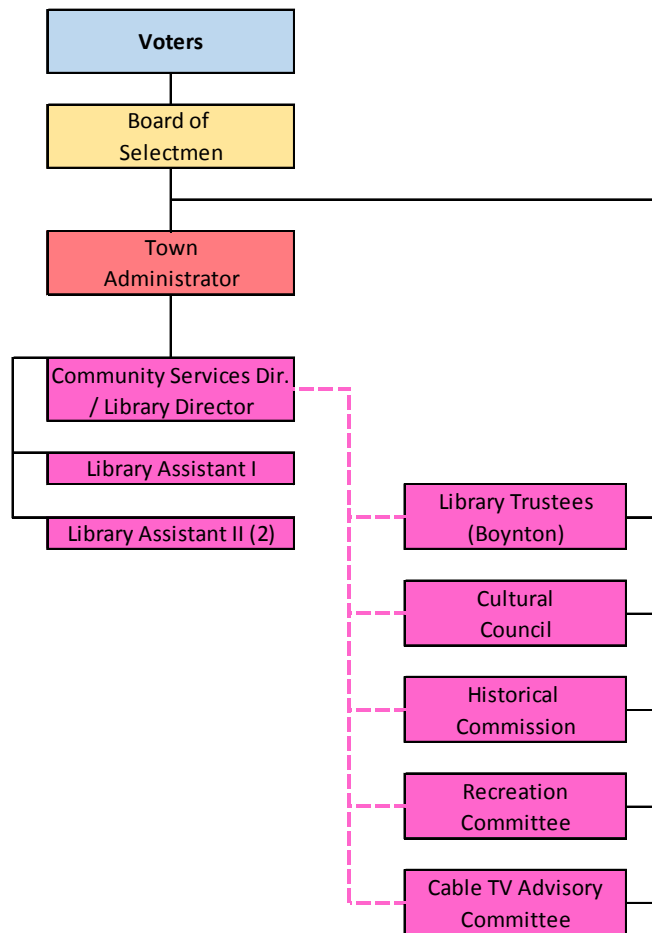 Voters
Board of
Selectmen
Town
Administrator
Community Services Dir.
/ Library Director
Library Assistant I
Library Assistant II (2)
Library Trustees
(Boynton)
Cultural
Council
Historical
Commission
Recreation
Committee
Cable TV Advisory
Committee